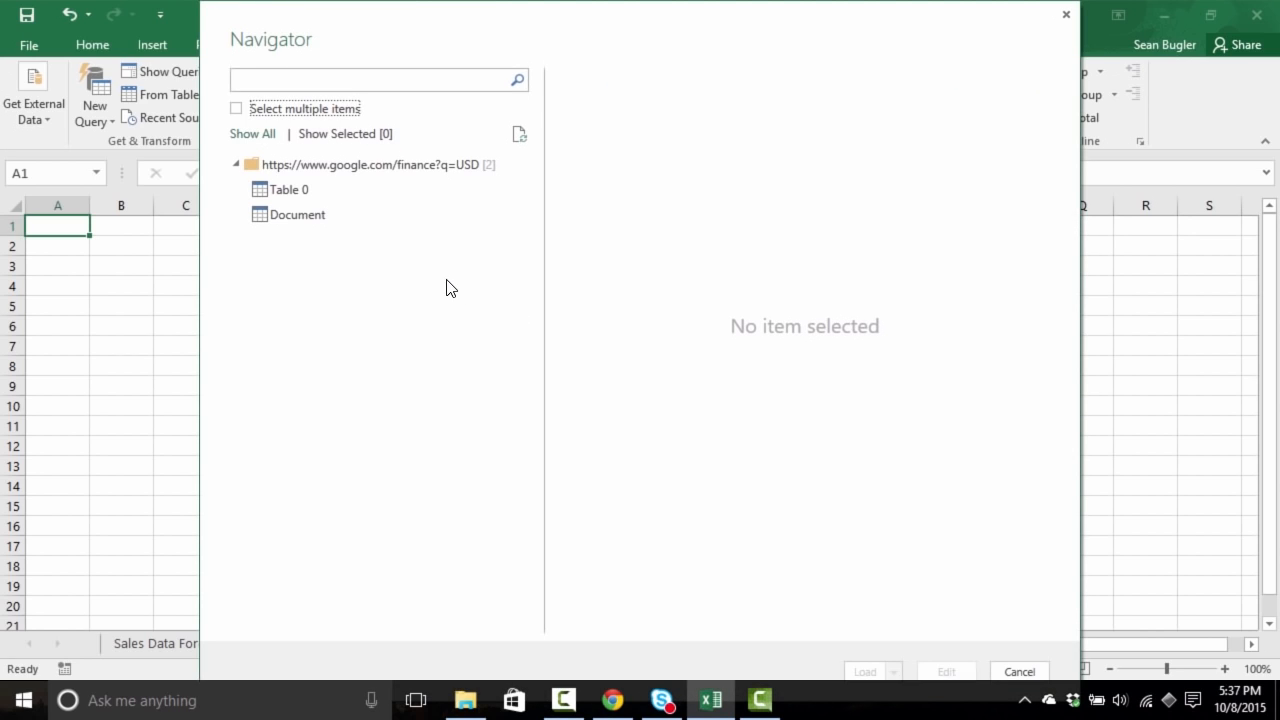 Navigator
Select multiple items
Show All | Show Selected [0]
https://www.google.com/finance?q=USD [2]
Table 0
Document
No item selected
Load
Edit
Cancel
File Home Insert
Sean Bugler Share
Get External
Data
New
Query
Show Quer
From Table
Recent Sou
Get & Transform
oup
otal
line
A1
A B C Q R S
1
2
3
4
5
6
7
8
9
10
11
12
13
14
15
16
17
18
19
20
21
Sales Data For
Ready
100%
Ask me anything
5:37 PM
10/8/2015